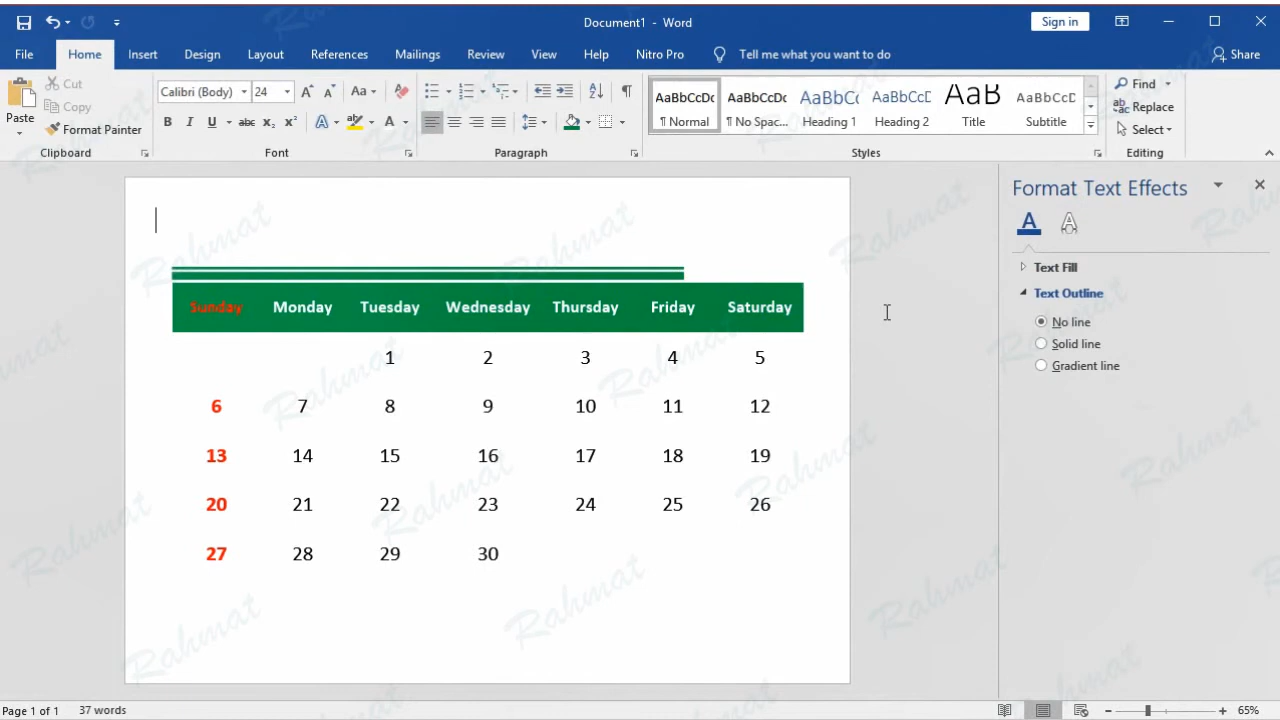 Document1 - Word
Sign in
File Home Insert Design Layout References Mailings Review View Help Nitro Pro Tell me what you want to do Share
Paste Cut Copy Format Painter
Clipboard
Calibri (Body) 24
Aa
B I U abc x₂ x² A A
Font
Paragraph
AaBbCcDc AaBbCcDc AaBbCc AaBbCcD AaB AaBbCcD
¶ Normal ¶ No Spac... Heading 1 Heading 2 Title Subtitle
Styles
Find
Replace
Select
Editing
Format Text Effects
Text Fill
Text Outline
No line
Solid line
Gradient line
Sunday Monday Tuesday Wednesday Thursday Friday Saturday
1 2 3 4 5
6 7 8 9 10 11 12
13 14 15 16 17 18 19
20 21 22 23 24 25 26
27 28 29 30
Rahmat
Page 1 of 1 37 words
65%